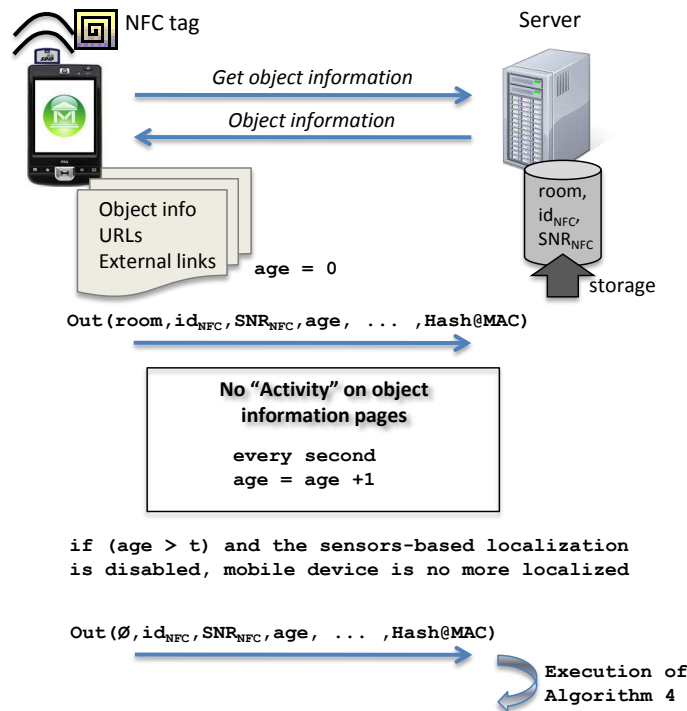 NFC tag
Server
Get object information
Object information
Object info
URLs
External links
age = 0
room,
idNFC,
SNRNFC
storage
Out(room,idNFC,SNRNFC,age, ... ,Hash@MAC)
No “Activity” on object
information pages
every second
age = age +1
if (age > t) and the sensors-based localization
is disabled, mobile device is no more localized
Out(Ø,idNFC,SNRNFC,age, ... ,Hash@MAC)
Execution of
Algorithm 4